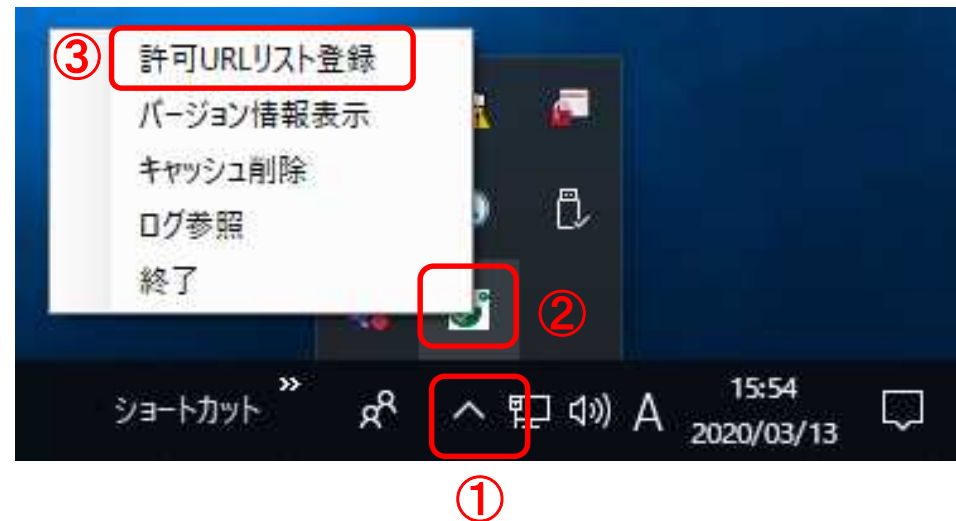 ③ 許可URLリスト登録
バージョン情報表示
キャッシュ削除
ログ参照
終了
②
ショートカット »
A
15:54
2020/03/13
①